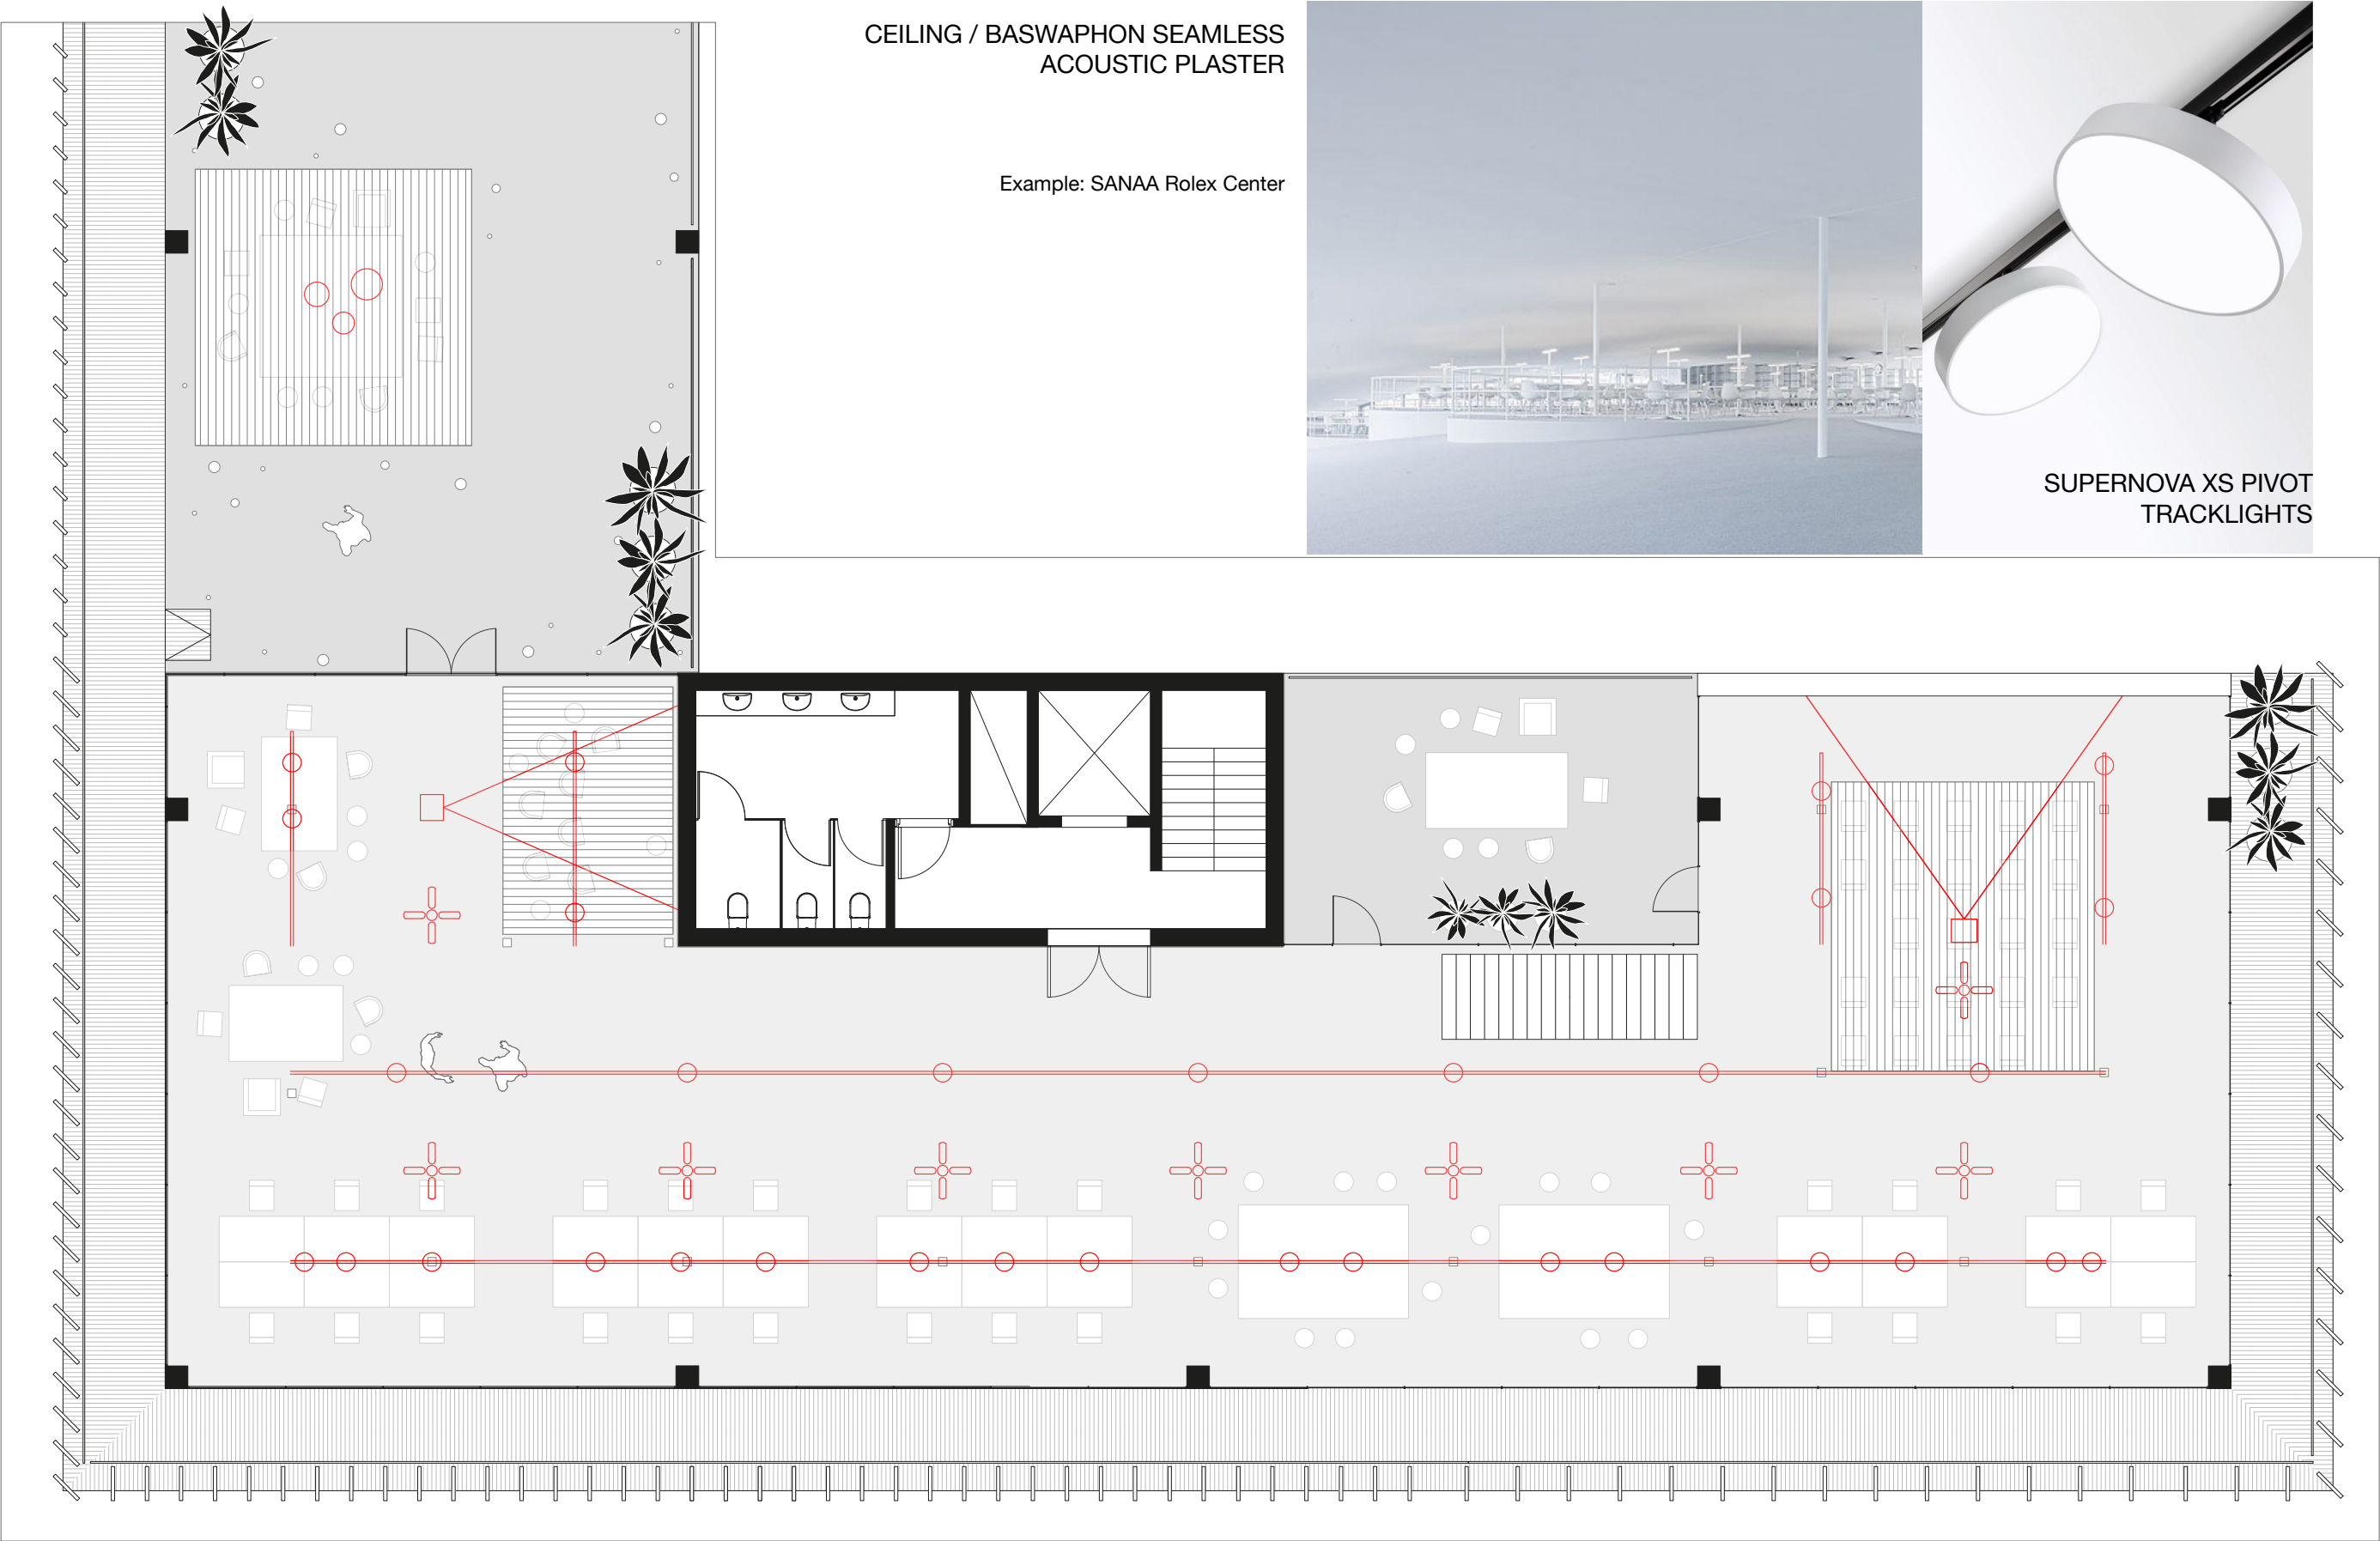 CEILING / BASWAPHON SEAMLESS
ACOUSTIC PLASTER
Example: SANAA Rolex Center
SUPERNOVA XS PIVOT
TRACKLIGHTS